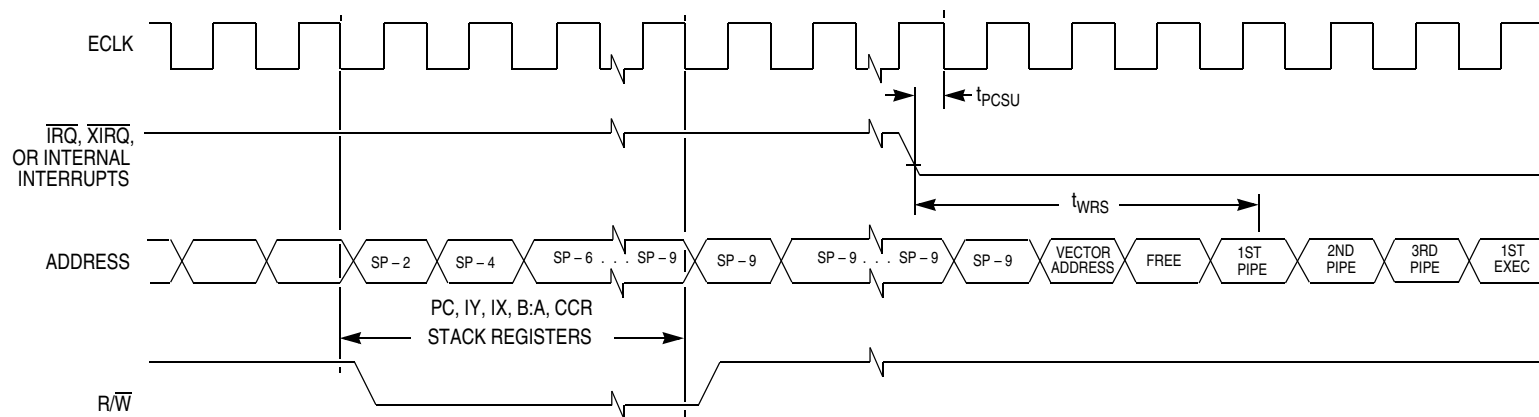 ECLK
tPCSU
IRQ, XIRQ,
OR INTERNAL
INTERRUPTS
tWRS
ADDRESS
SP – 2
SP – 4
SP – 6 . . . SP – 9
SP – 9
SP – 9 . . . SP – 9
SP – 9
VECTOR
ADDRESS
FREE
1ST
PIPE
2ND
PIPE
3RD
PIPE
1ST
EXEC
PC, IY, IX, B:A, CCR
STACK REGISTERS
R/W